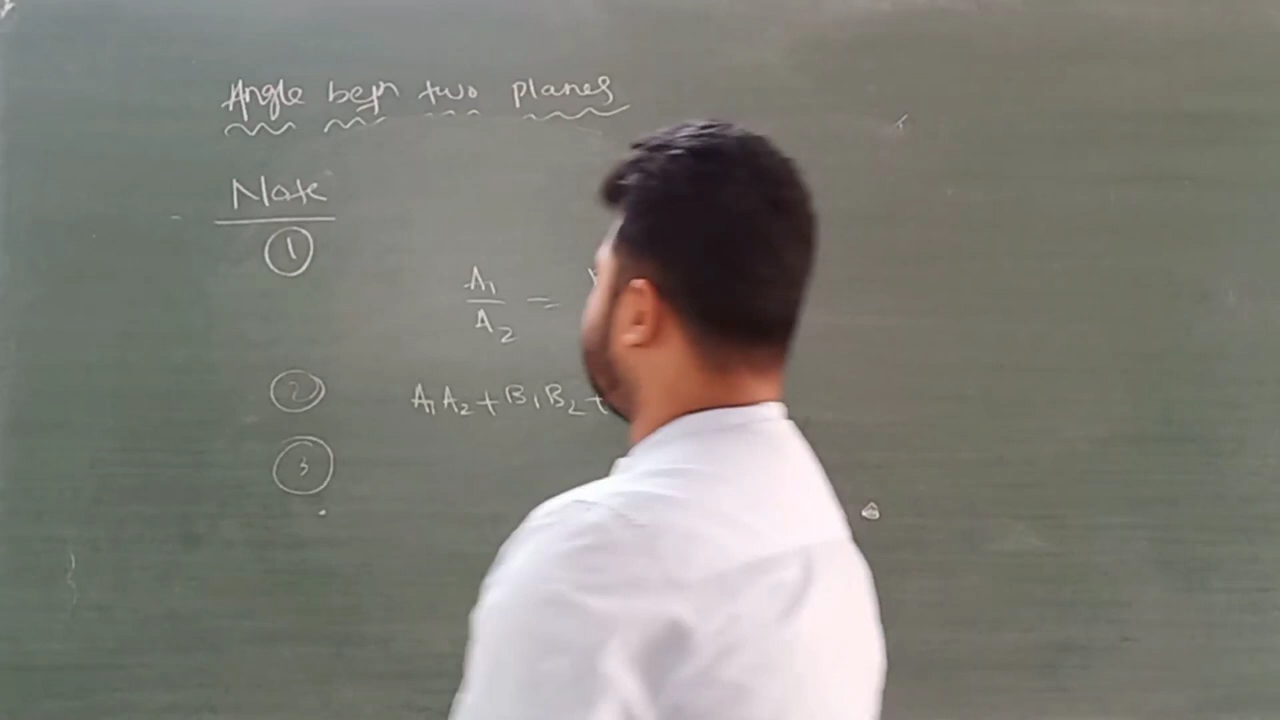 Angle betn two planes
Note
①
A₁/A₂ =
②
A₁A₂ + B₁B₂ +
③